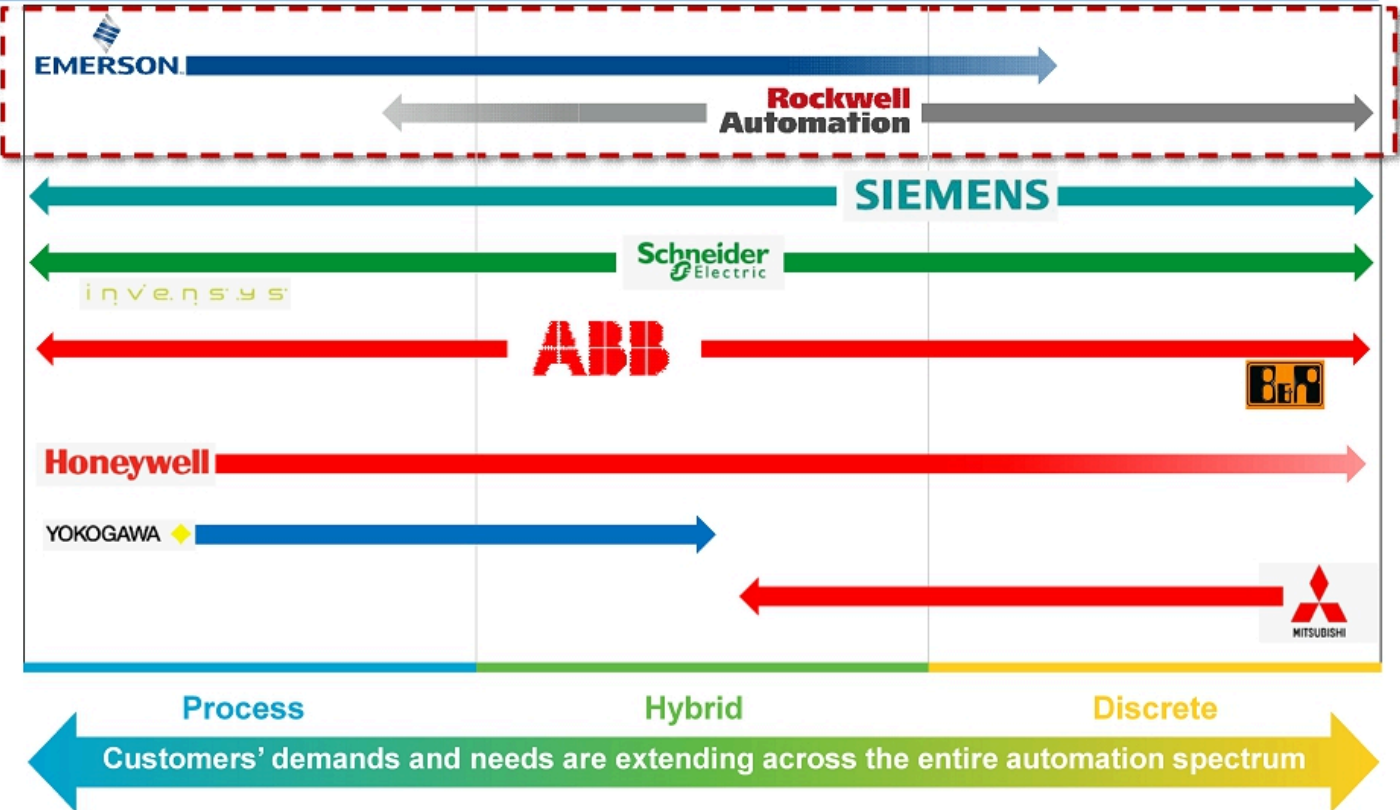 EMERSON
Rockwell
Automation
SIEMENS
Schneider
Electric
invensys
ABB
B&R
Honeywell
YOKOGAWA
MITSUBISHI
Process
Hybrid
Discrete
Customers’ demands and needs are extending across the entire automation spectrum